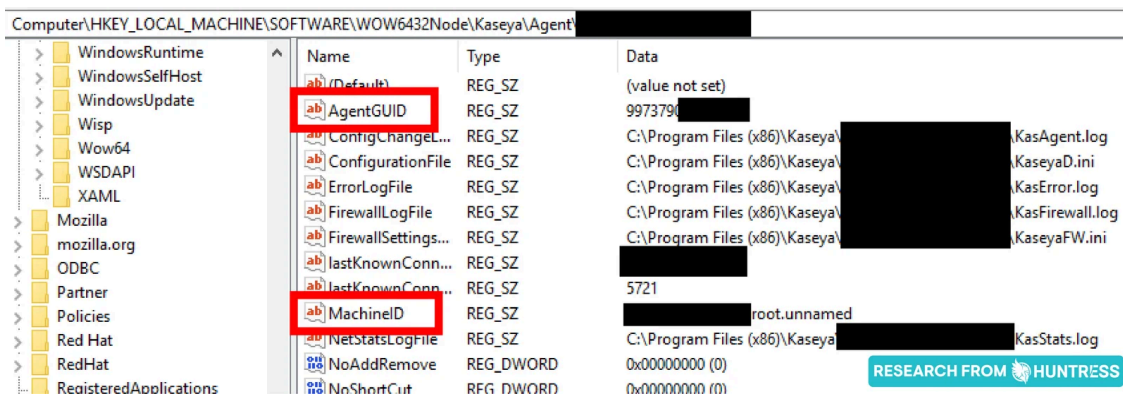 Computer\HKEY_LOCAL_MACHINE\SOFTWARE\WOW6432Node\Kaseya\Agent\
WindowsRuntime
WindowsSelfHost
WindowsUpdate
Wisp
Wow64
WSDAPI
XAML
Mozilla
mozilla.org
ODBC
Partner
Policies
Red Hat
RedHat
RegisteredApplications
Name Type Data
(Default) REG_SZ (value not set)
AgentGUID REG_SZ 9973790
ConfigChangeL... REG_SZ C:\Program Files (x86)\Kaseya\ \KasAgent.log
ConfigurationFile REG_SZ C:\Program Files (x86)\Kaseya\ \KaseyaD.ini
ErrorLogFile REG_SZ C:\Program Files (x86)\Kaseya\ \KasError.log
FirewallLogFile REG_SZ C:\Program Files (x86)\Kaseya\ \KasFirewall.log
FirewallSettings... REG_SZ C:\Program Files (x86)\Kaseya\ \KaseyaFW.ini
lastKnownConn... REG_SZ
lastKnownConn... REG_SZ 5721
MachineID REG_SZ root.unnamed
NetStatsLogFile REG_SZ C:\Program Files (x86)\Kaseya\ KasStats.log
NoAddRemove REG_DWORD 0x00000000 (0)
NoShortCut REG_DWORD 0x00000000 (0)
RESEARCH FROM HUNTRESS